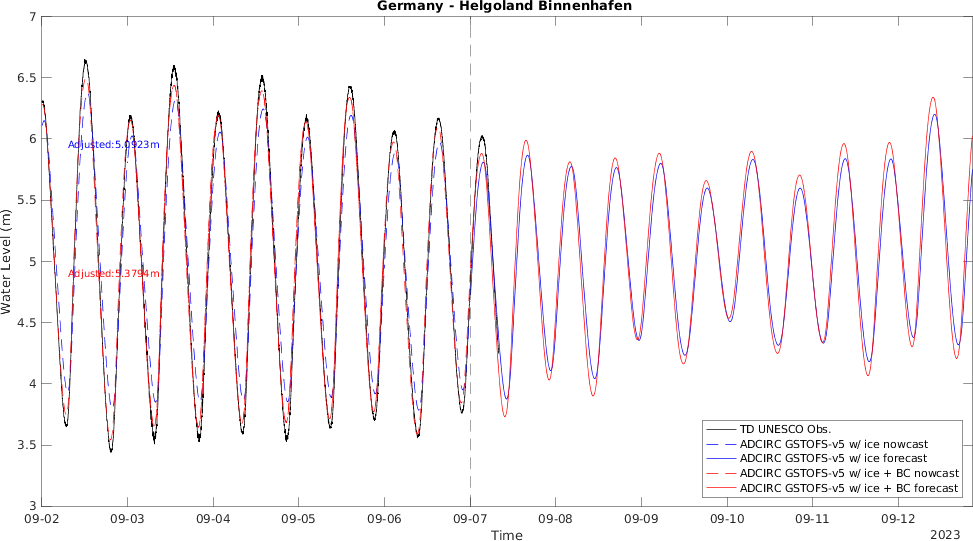 Germany - Helgoland Binnenhafen
7
6.5
6
5.5
5
4.5
4
3.5
3
Water Level (m)
Adjusted:5.0923m
Adjusted:5.3794m
TD UNESCO Obs.
ADCIRC GSTOFS-v5 w/ ice nowcast
ADCIRC GSTOFS-v5 w/ ice forecast
ADCIRC GSTOFS-v5 w/ ice + BC nowcast
ADCIRC GSTOFS-v5 w/ ice + BC forecast
09-02 09-03 09-04 09-05 09-06 09-07 09-08 09-09 09-10 09-11 09-12
Time
2023